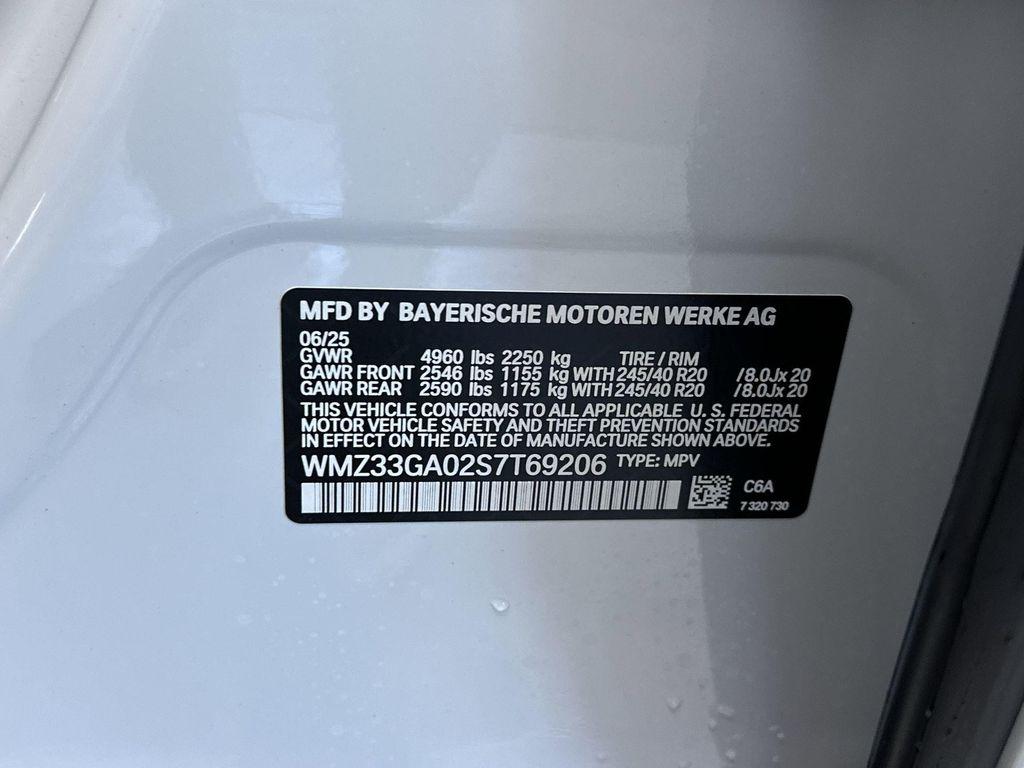 MFD BY BAYERISCHE MOTOREN WERKE AG
06/25
GVWR 4960 lbs 2250 kg TIRE / RIM
GAWR FRONT 2546 lbs 1155 kg WITH 245/40 R20 /8.0Jx20
GAWR REAR 2590 lbs 1175 kg WITH 245/40 R20 /8.0Jx20
THIS VEHICLE CONFORMS TO ALL APPLICABLE U. S. FEDERAL
MOTOR VEHICLE SAFETY AND THEFT PREVENTION STANDARDS
IN EFFECT ON THE DATE OF MANUFACTURE SHOWN ABOVE.
WMZ33GA02S7T69206 TYPE: MPV
C6A
7 320 730